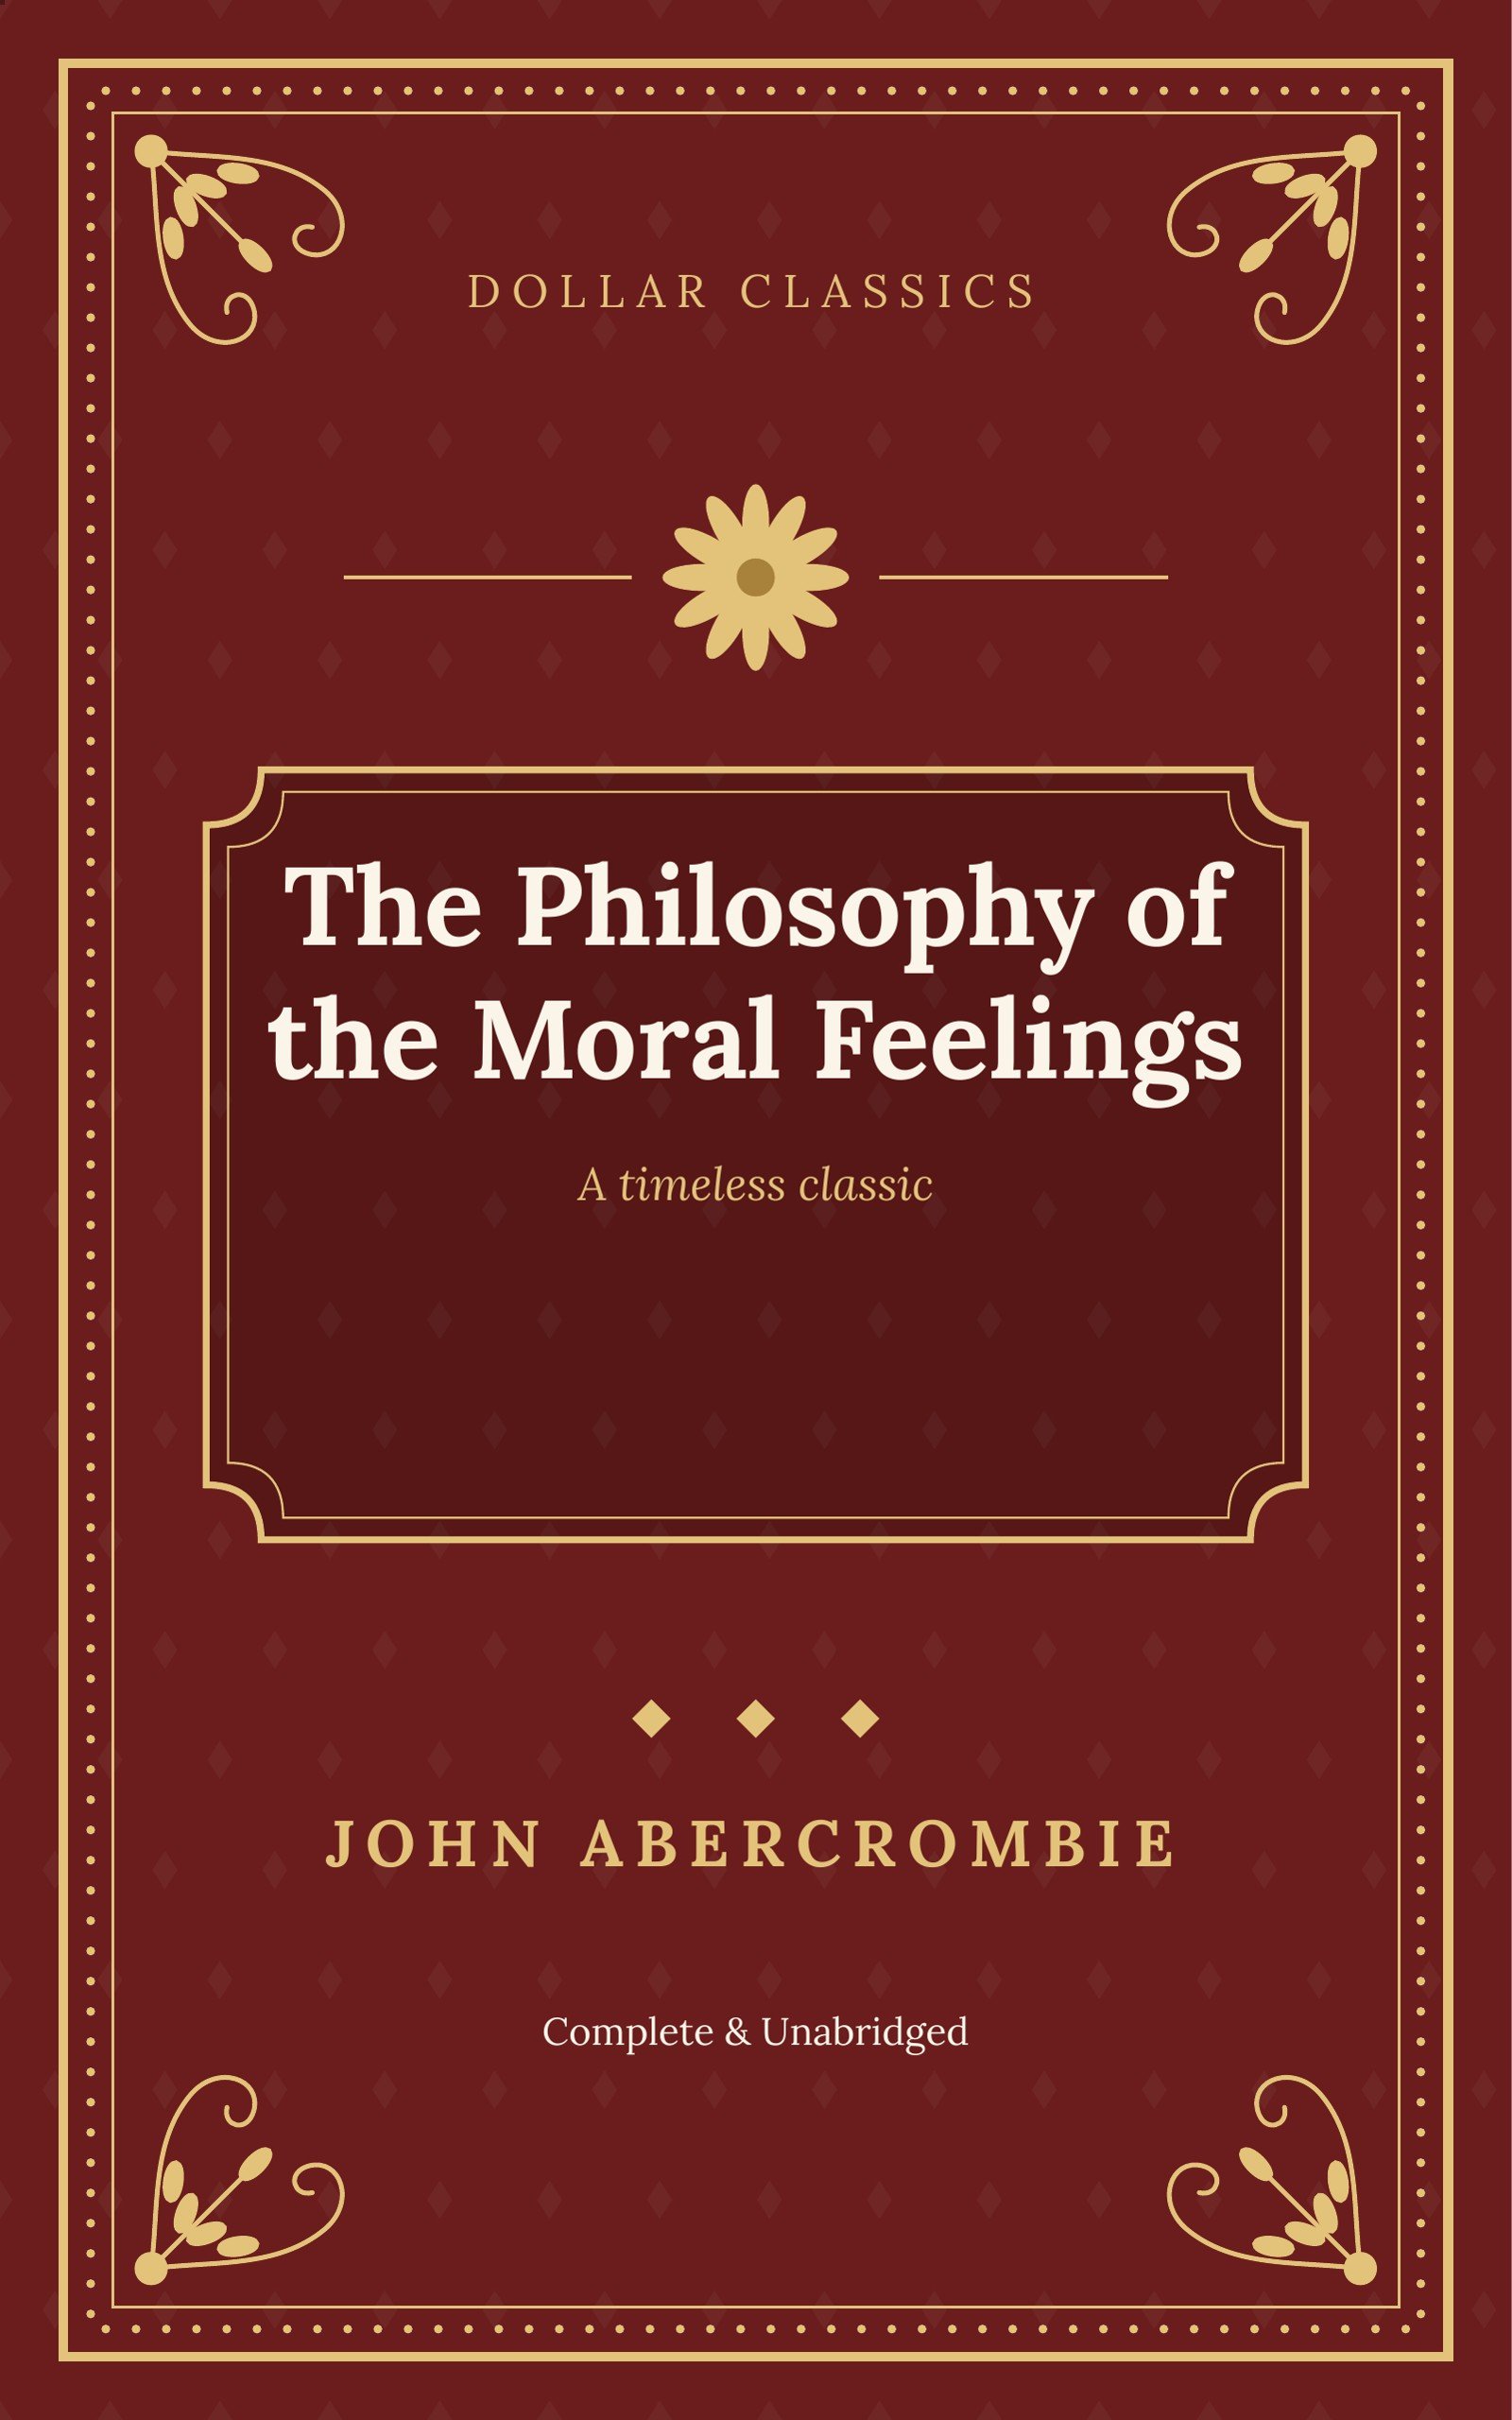 DOLLAR CLASSICS
The Philosophy of
the Moral Feelings
A timeless classic
JOHN ABERCROMBIE
Complete & Unabridged